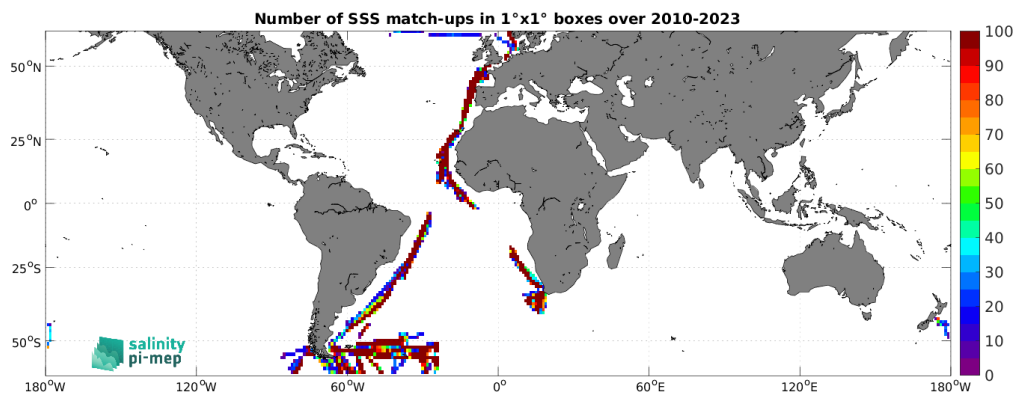 Number of SSS match-ups in 1°x1° boxes over 2010-2023
100
90
80
70
60
50
40
30
20
10
0
50°N
25°N
0°
25°S
50°S
salinity
pi-mep
180°W
120°W
60°W
0°
60°E
120°E
180°W